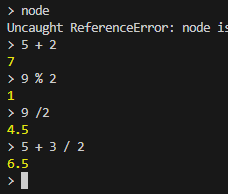 > node
Uncaught ReferenceError: node is
> 5 + 2
7
> 9 % 2
1
> 9 /2
4.5
> 5 + 3 / 2
6.5
>